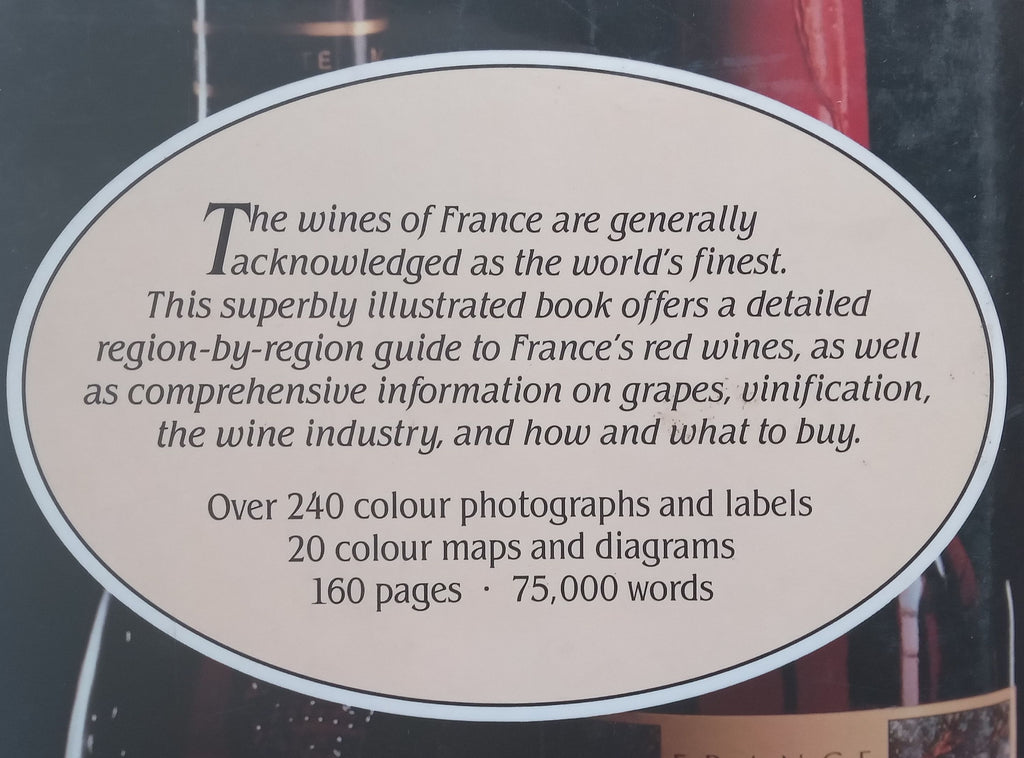 The wines of France are generally
acknowledged as the world's finest.
This superbly illustrated book offers a detailed
region-by-region guide to France's red wines, as well
as comprehensive information on grapes, vinification,
the wine industry, and how and what to buy.
Over 240 colour photographs and labels
20 colour maps and diagrams
160 pages · 75,000 words